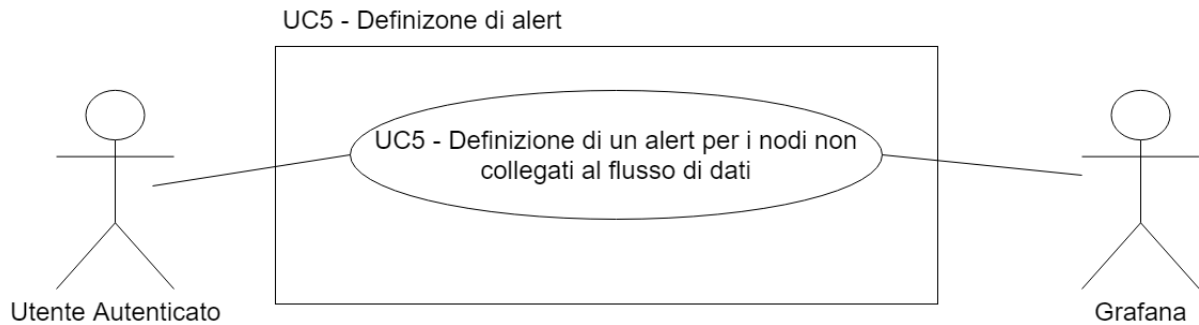 UC5 - Definizone di alert
UC5 - Definizione di un alert per i nodi non
collegati al flusso di dati
Utente Autenticato
Grafana